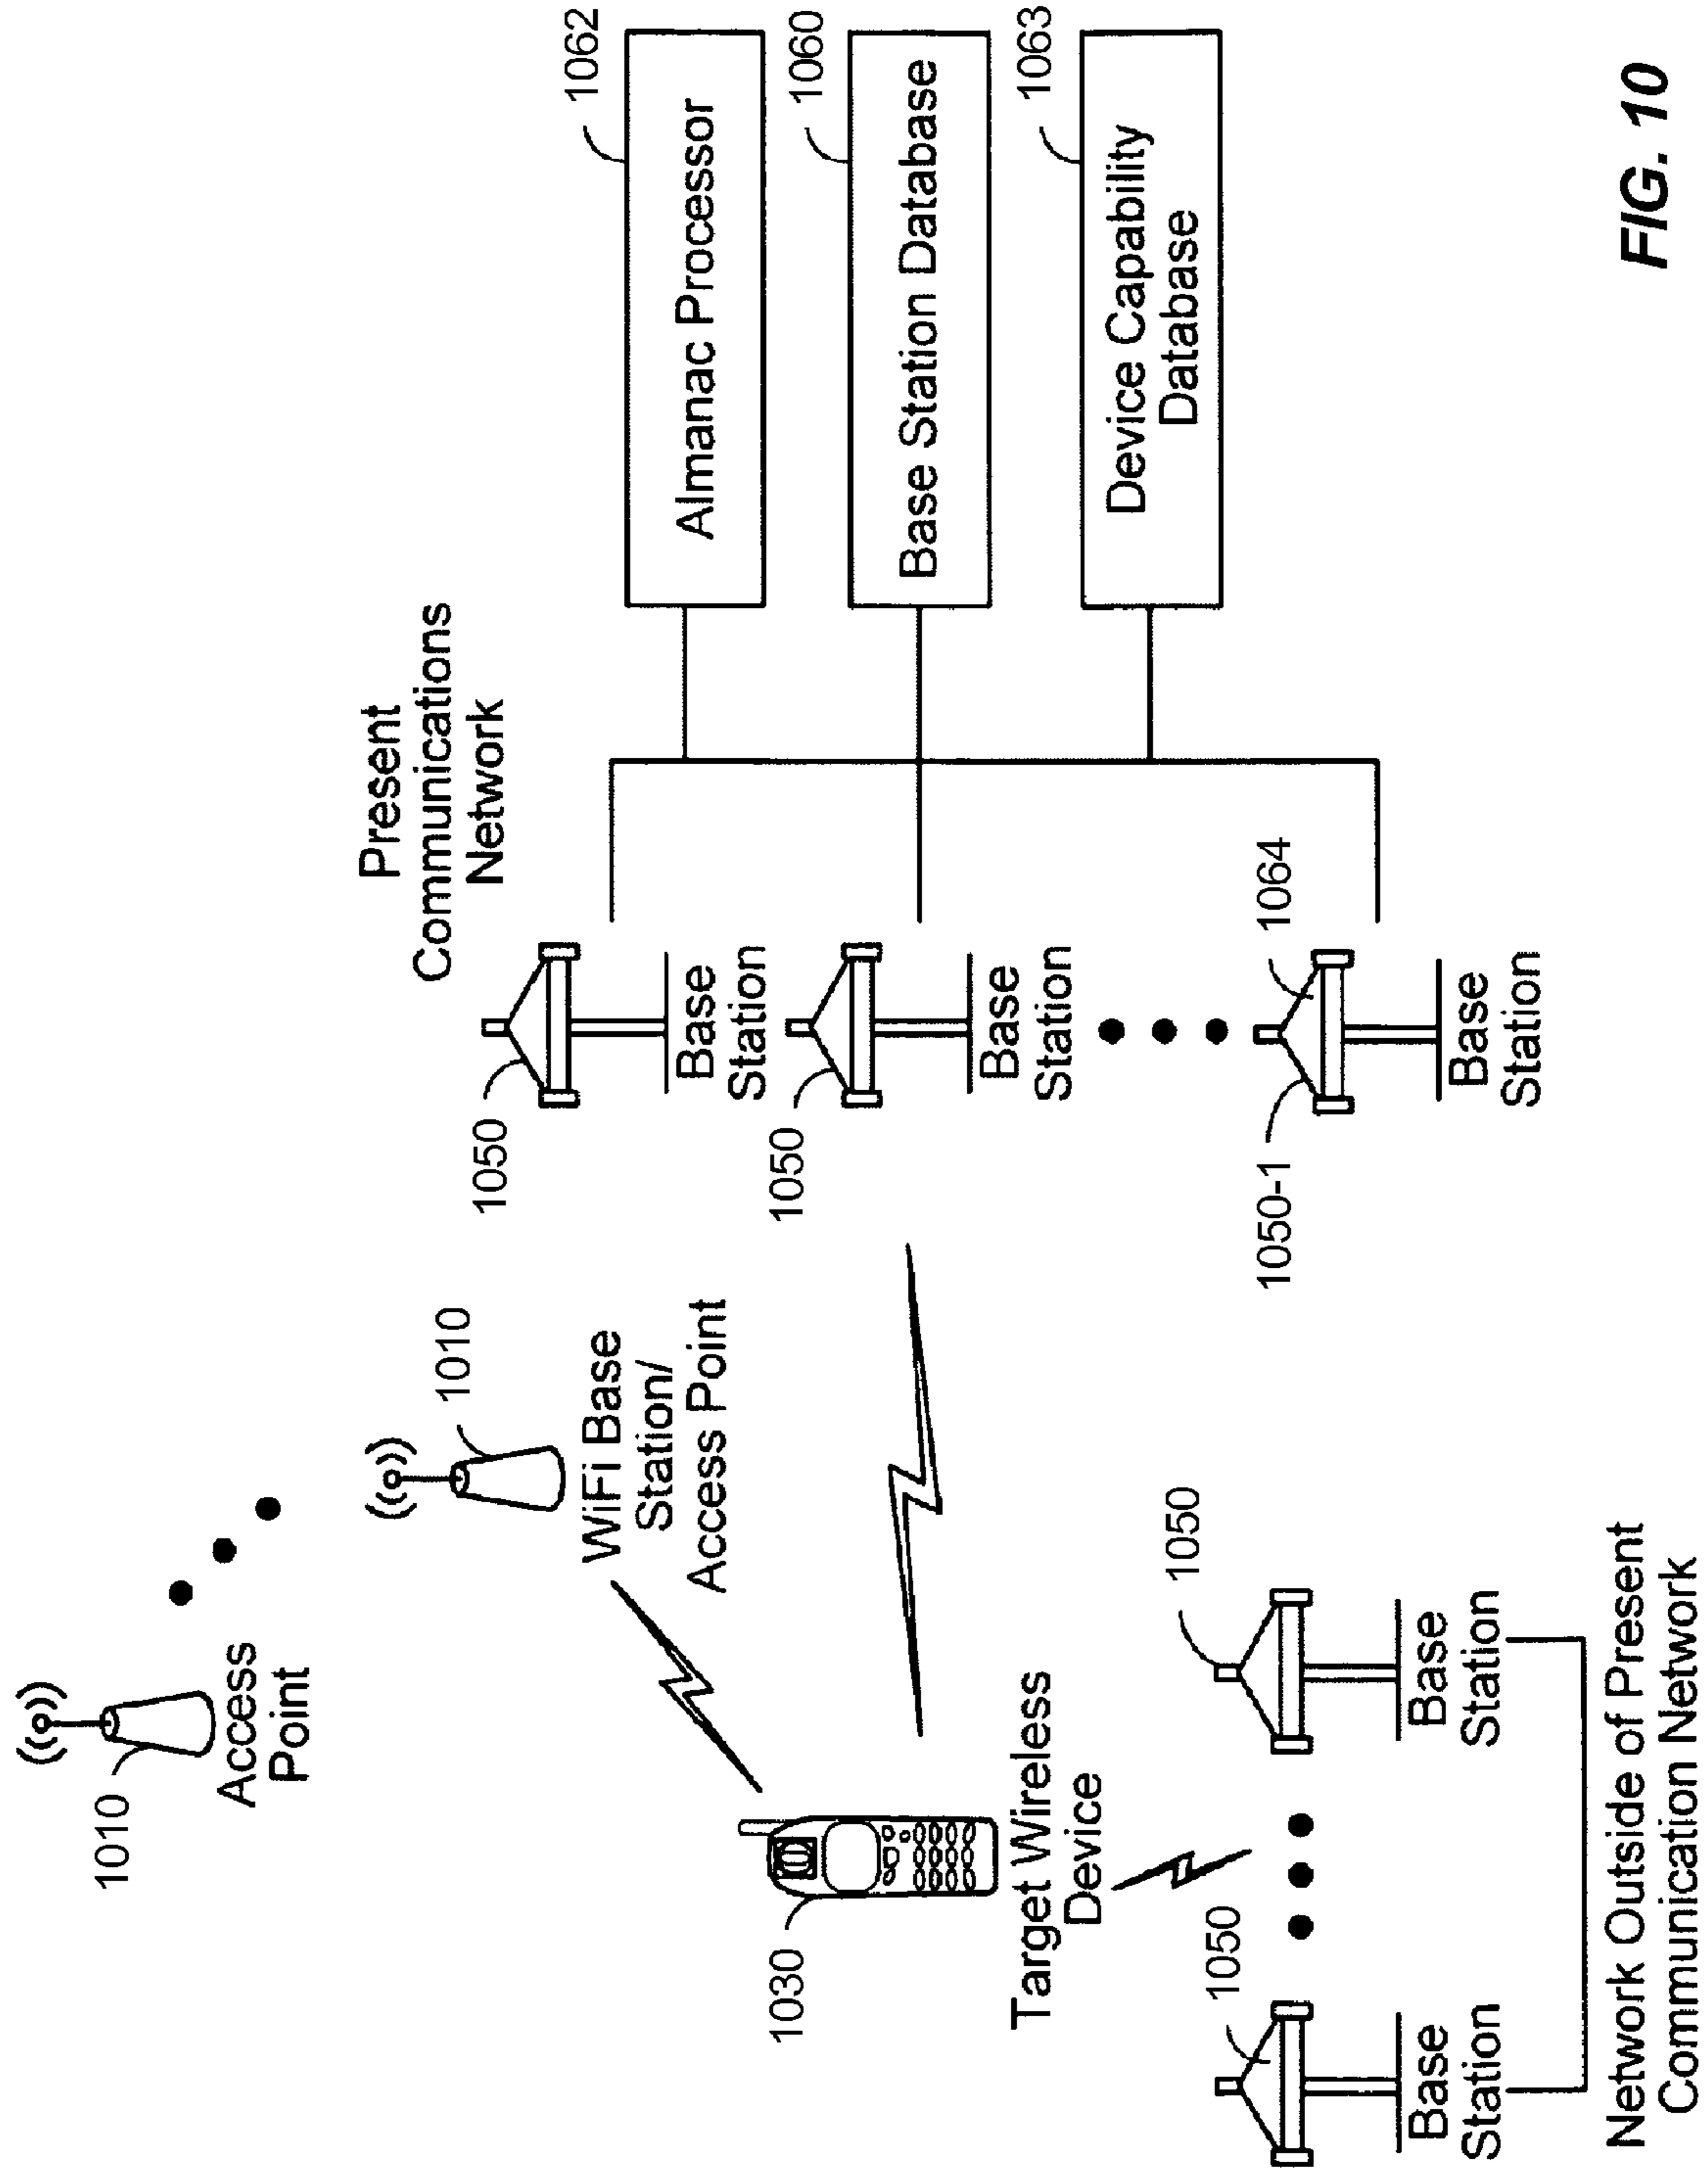 1010
Access
Point
1010
WiFi Base
Station/
Access Point
Present
Communications
Network
1050
Base
Station
1050
Base
Station
1050-1
1064
Base
Station
1062
Almanac Processor
1060
Base Station Database
1063
Device Capability
Database
1030
Target Wireless
Device
1050
Base
Station
1050
Base
Station
Network Outside of Present
Communication Network
FIG. 10